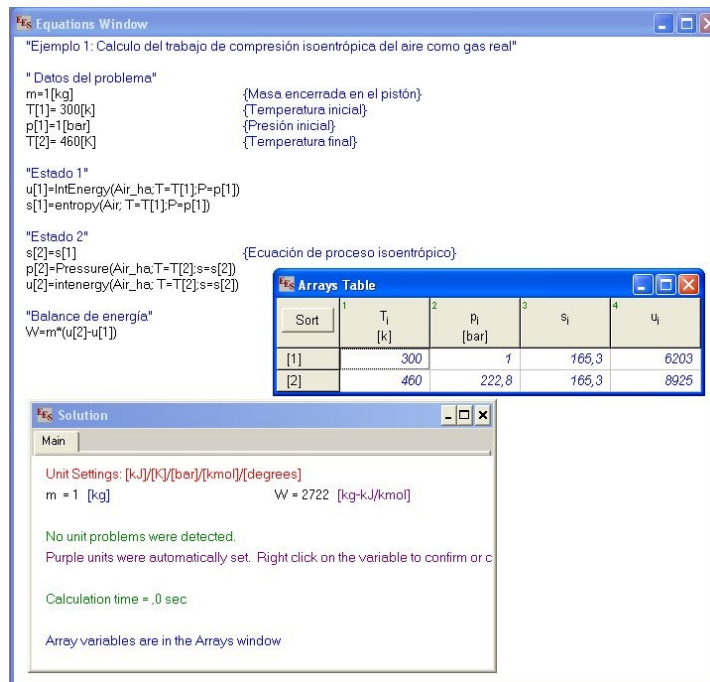 EES Equations Window
"Ejemplo 1: Calculo del trabajo de compresión isoentrópica del aire como gas real"
" Datos del problema"
m=1[kg] {Masa encerrada en el pistón}
T[1]= 300[k] {Temperatura inicial}
p[1]=1[bar] {Presión inicial}
T[2]= 460[K] {Temperatura final}
"Estado 1"
u[1]=IntEnergy(Air_ha;T=T[1];P=p[1])
s[1]=entropy(Air; T=T[1];P=p[1])
"Estado 2"
s[2]=s[1] {Ecuación de proceso isoentrópico}
p[2]=Pressure(Air_ha;T=T[2];s=s[2])
u[2]=intenergy(Air_ha; T=T[2];s=s[2])
"Balance de energía"
W=m*(u[2]-u[1])
EES Arrays Table
Sort 1 Ti [k] 2 pi [bar] 3 si 4 ui
[1] 300 1 165,3 6203
[2] 460 222,8 165,3 8925
EES Solution
Main
Unit Settings: [kJ]/[K]/[bar]/[kmol]/[degrees]
m = 1 [kg] W = 2722 [kg-kJ/kmol]
No unit problems were detected.
Purple units were automatically set. Right click on the variable to confirm or c
Calculation time = ,0 sec
Array variables are in the Arrays window